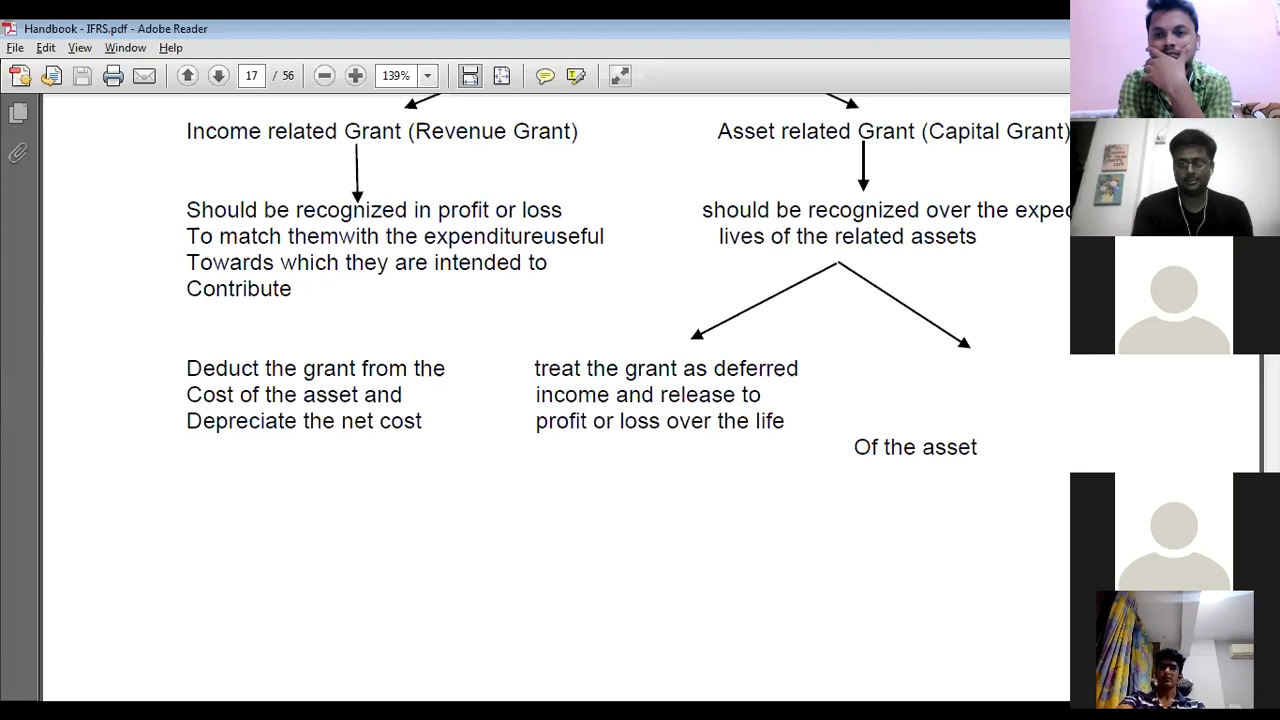 Handbook - IFRS.pdf - Adobe Reader
File Edit View Window Help
17 / 56 139%
Income related Grant (Revenue Grant) Asset related Grant (Capital Grant)
Should be recognized in profit or loss should be recognized over the expec
To match themwith the expenditureuseful lives of the related assets
Towards which they are intended to
Contribute
Deduct the grant from the treat the grant as deferred
Cost of the asset and income and release to
Depreciate the net cost profit or loss over the life
Of the asset